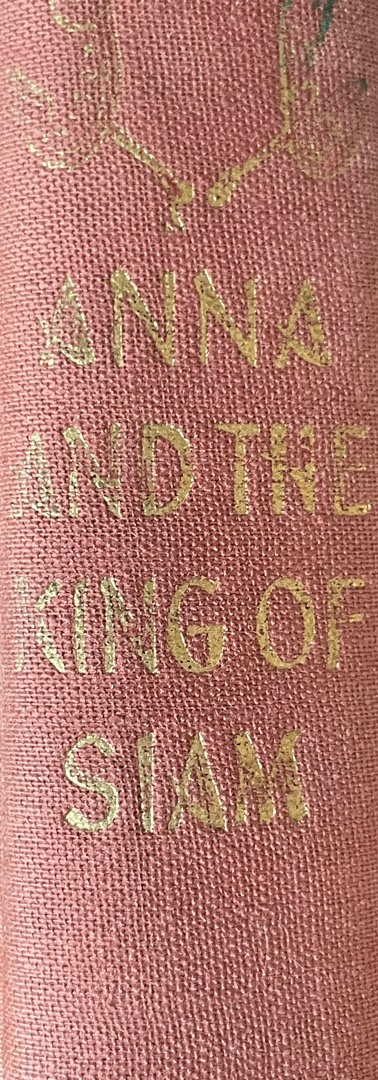 ANNA
AND THE
KING OF
SIAM